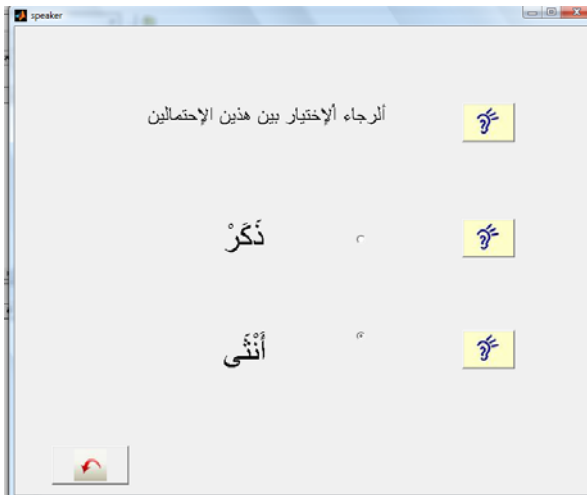 speaker
ألرجاء ألإختيار بين هذين الإحتمالين
ذَكَرْ
أُنْثَى